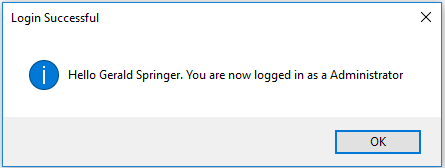 Login Successful
Hello Gerald Springer. You are now logged in as a Administrator
OK